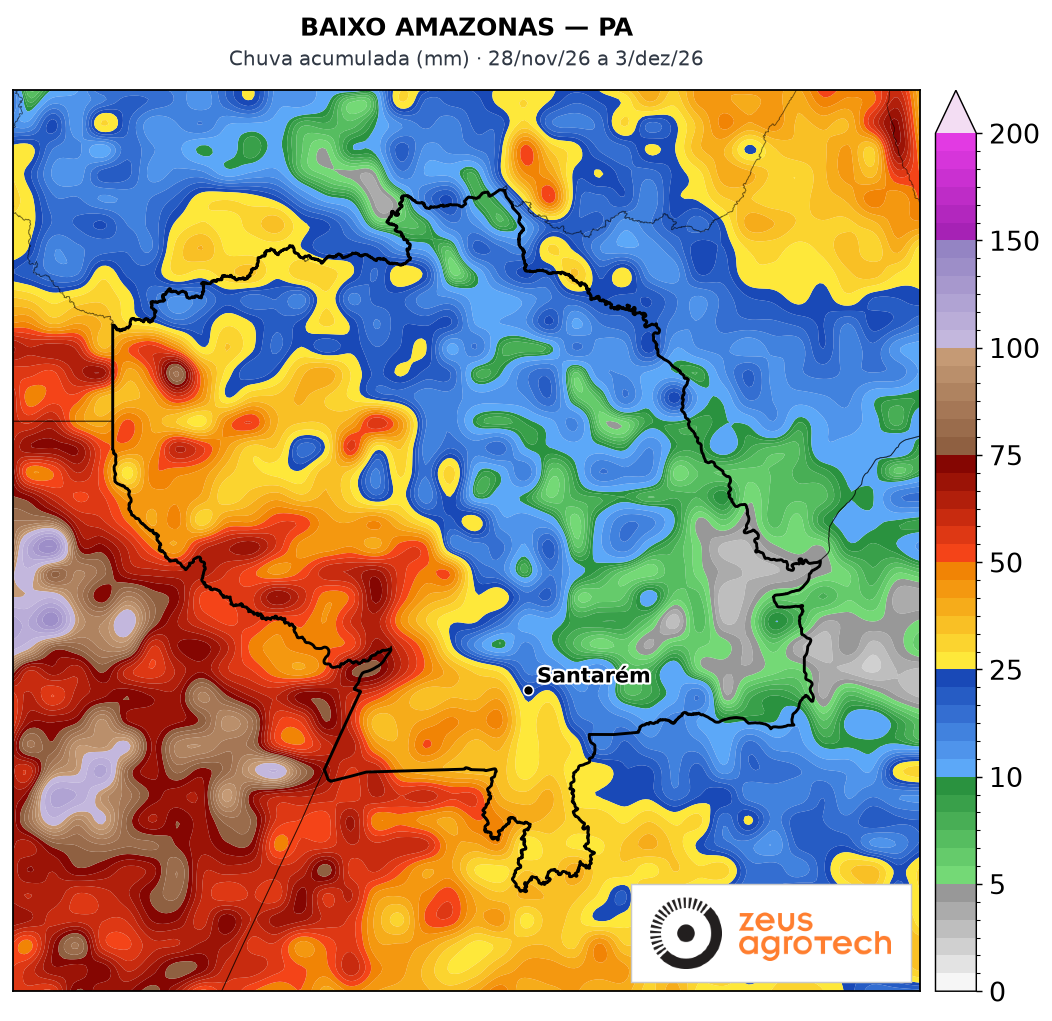 BAIXO AMAZONAS — PA
Chuva acumulada (mm) · 28/nov/26 a 3/dez/26
200
150
100
75
50
25
10
5
0
Santarém
zeus
agrotech